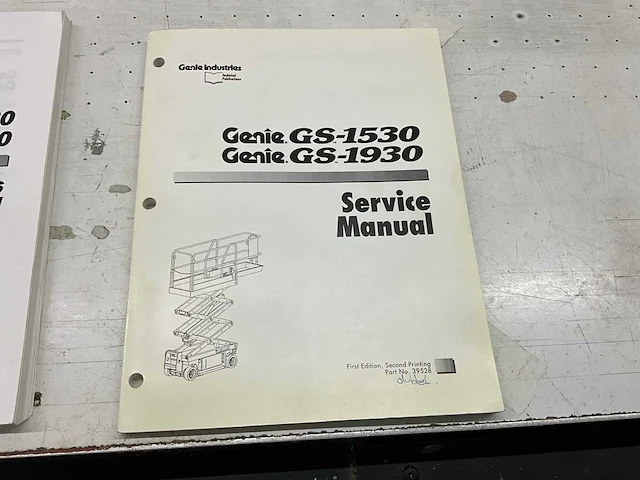 Genie Industries
Technical
Publications
Genie. GS-1530
Genie. GS-1930
Service
Manual
First Edition, Second Printing
Part No. 39528
30